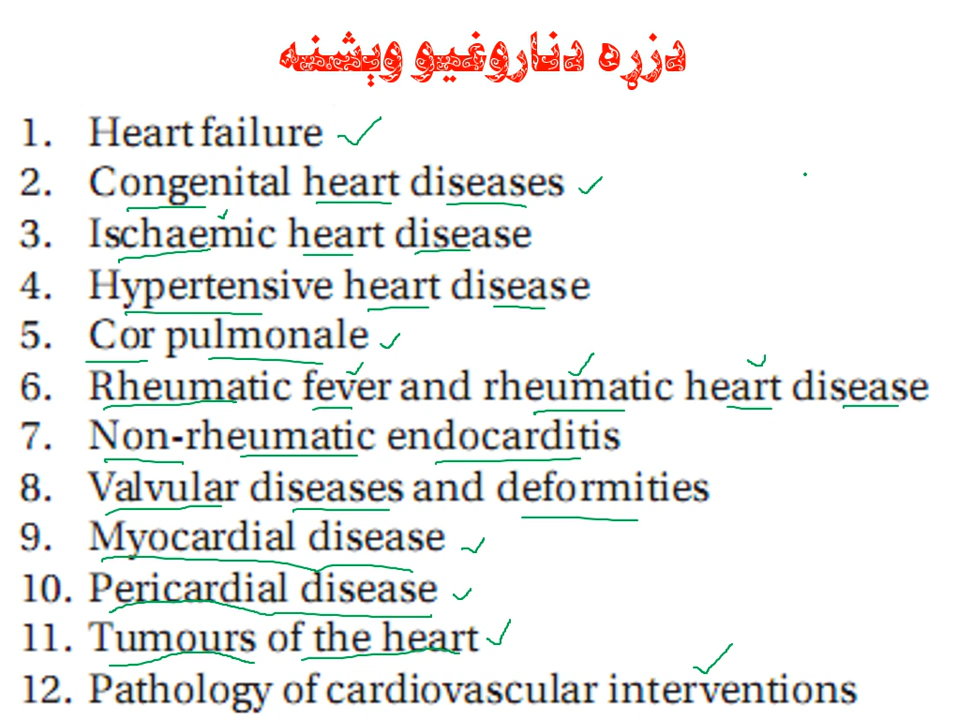 دزړه دناروغيو وېشنه
1. Heart failure
2. Congenital heart diseases
3. Ischaemic heart disease
4. Hypertensive heart disease
5. Cor pulmonale
6. Rheumatic fever and rheumatic heart disease
7. Non-rheumatic endocarditis
8. Valvular diseases and deformities
9. Myocardial disease
10. Pericardial disease
11. Tumours of the heart
12. Pathology of cardiovascular interventions